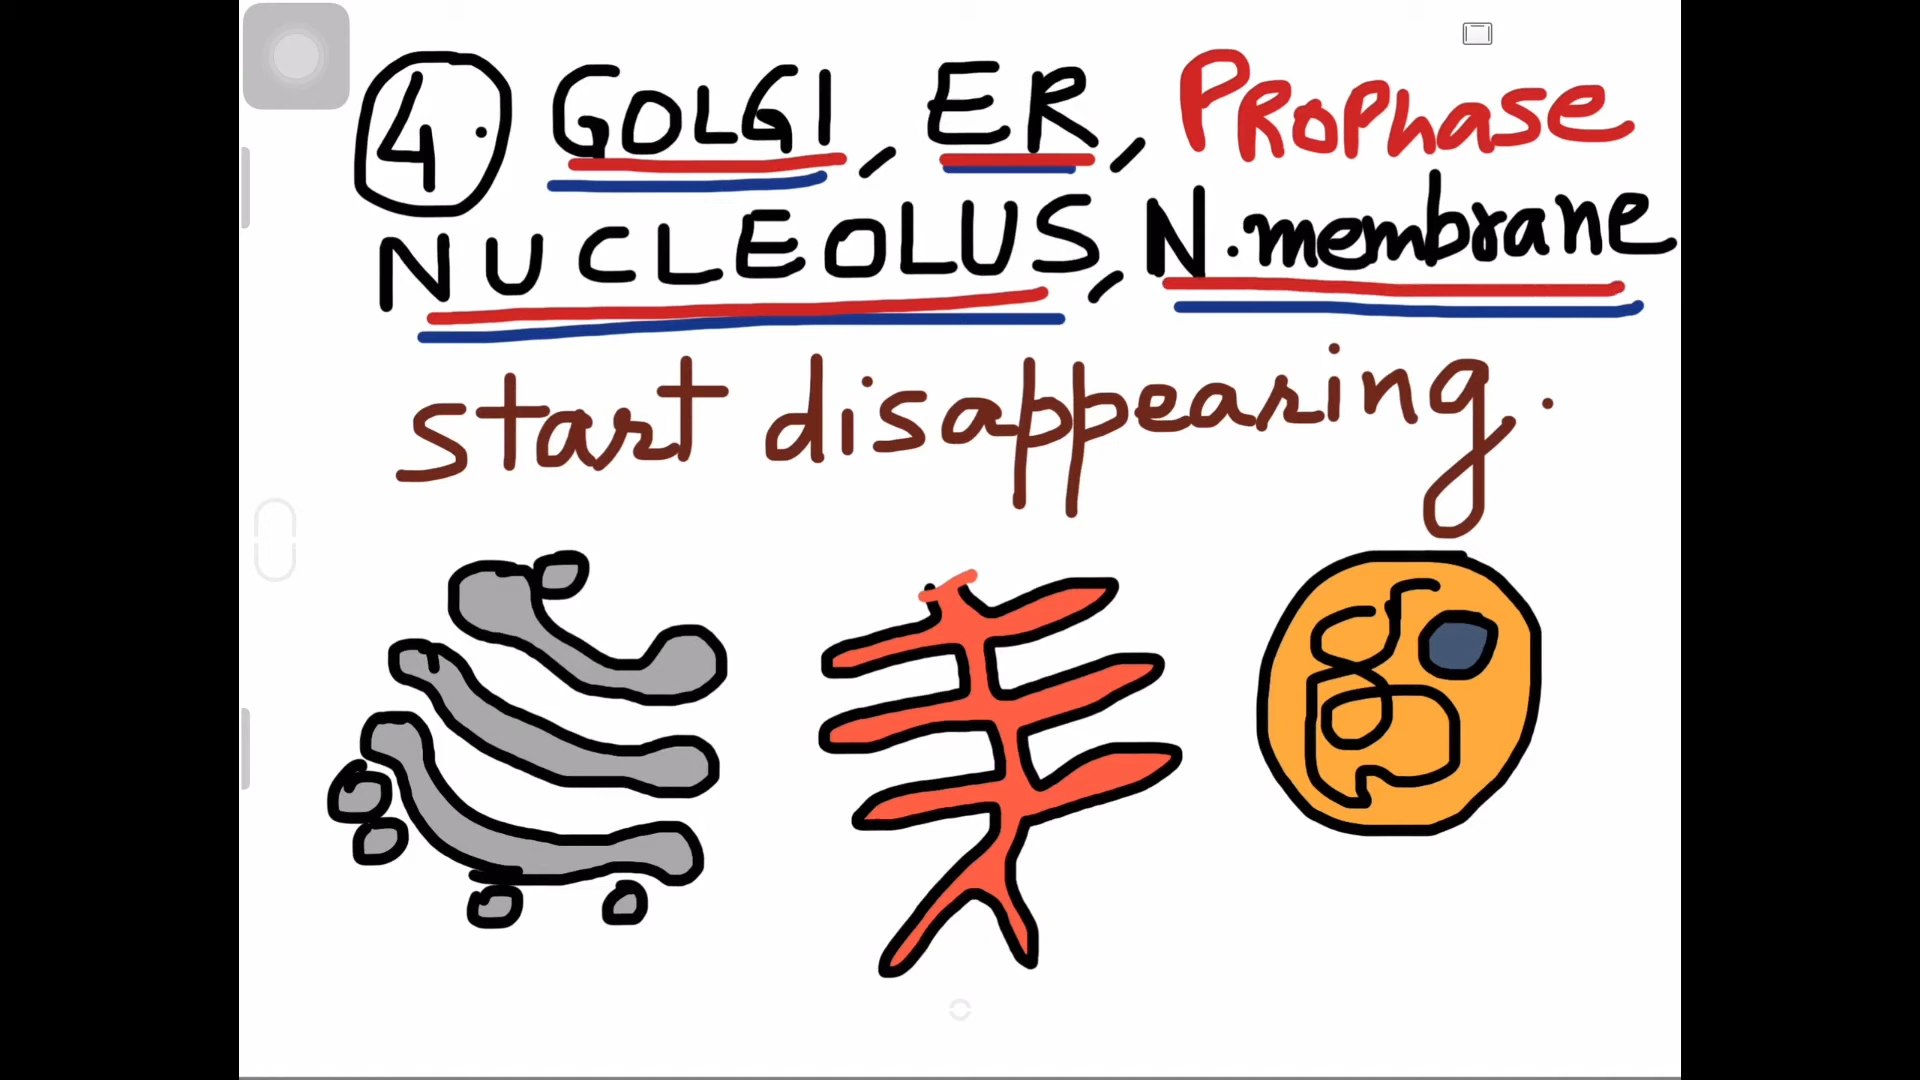 4. GOLGI, ER, PROPhASE
NUCLEOLUS, N.membrane
start disappearing.